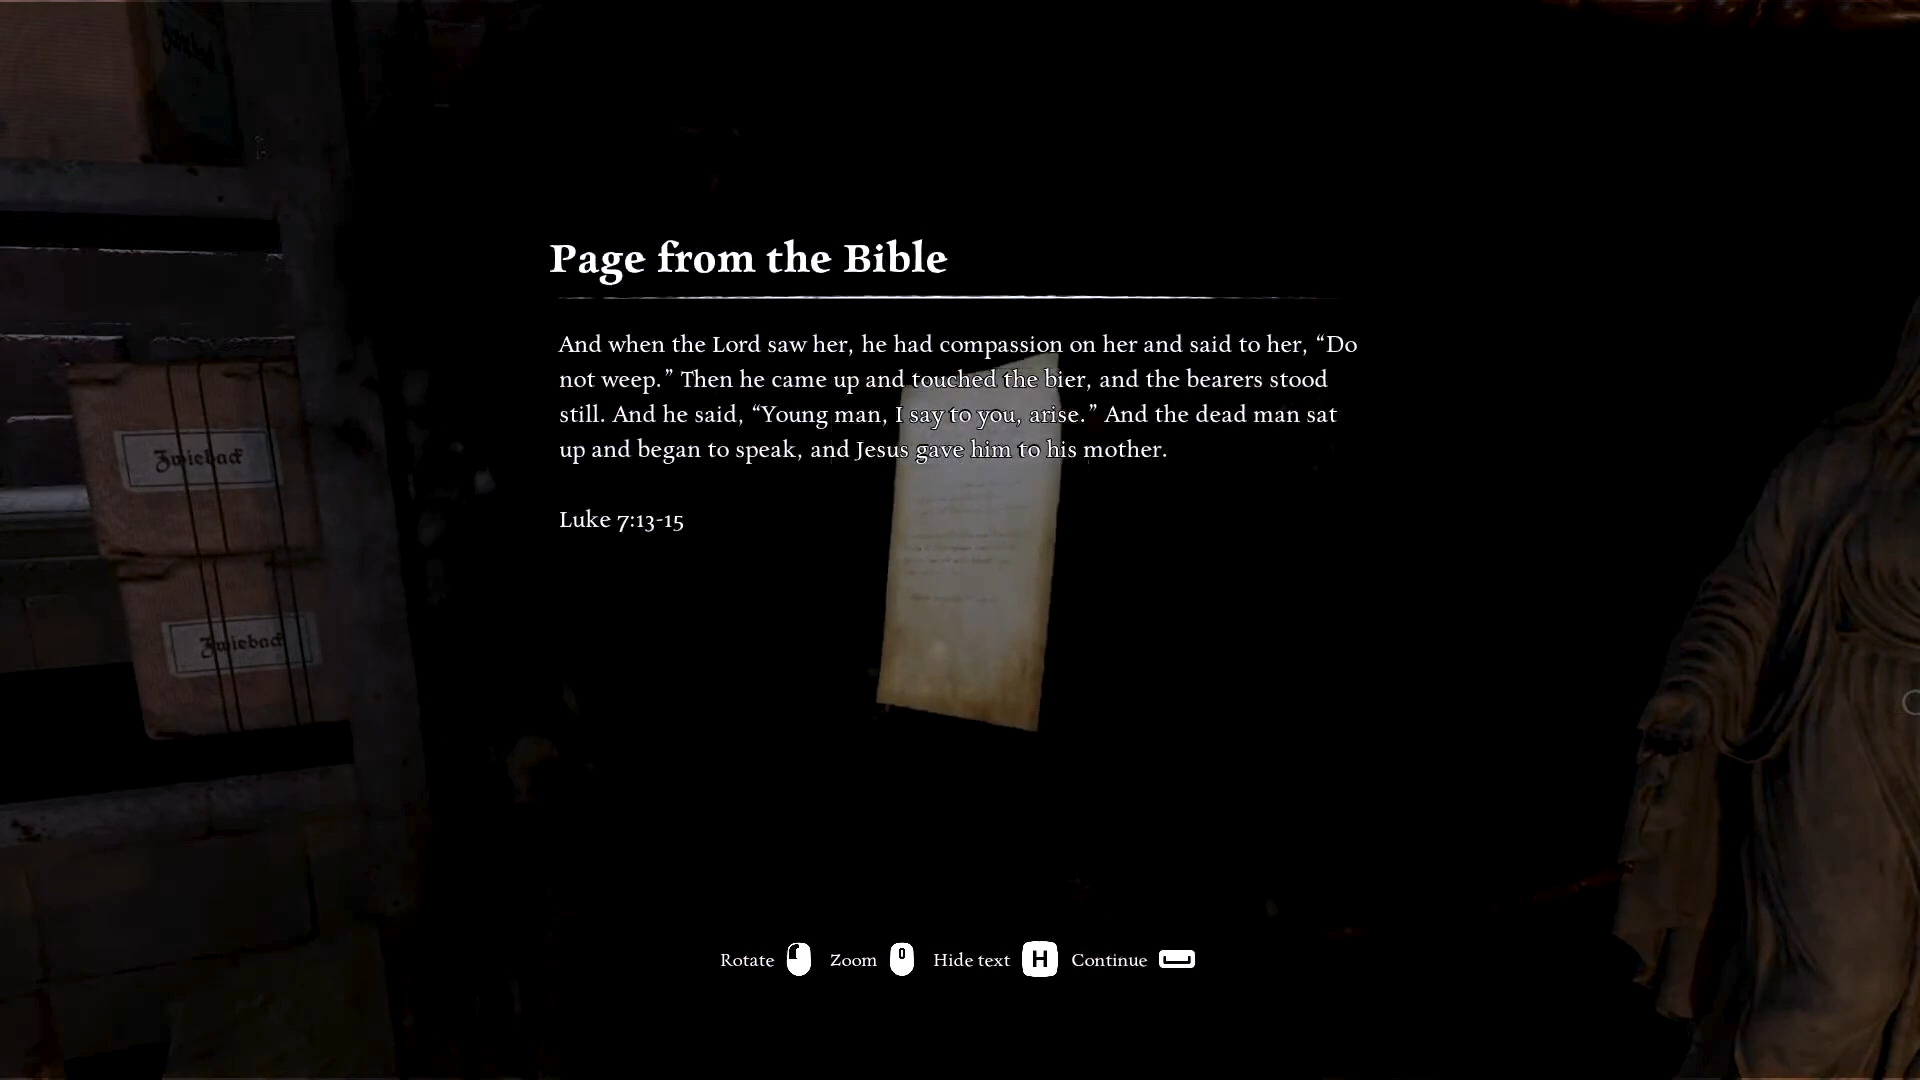 Page from the Bible
And when the Lord saw her, he had compassion on her and said to her, “Do
not weep.” Then he came up and touched the bier, and the bearers stood
still. And he said, “Young man, I say to you, arise.” And the dead man sat
up and began to speak, and Jesus gave him to his mother.
Luke 7:13-15
Zwieback
Zwieback
Rotate Zoom Hide text H Continue